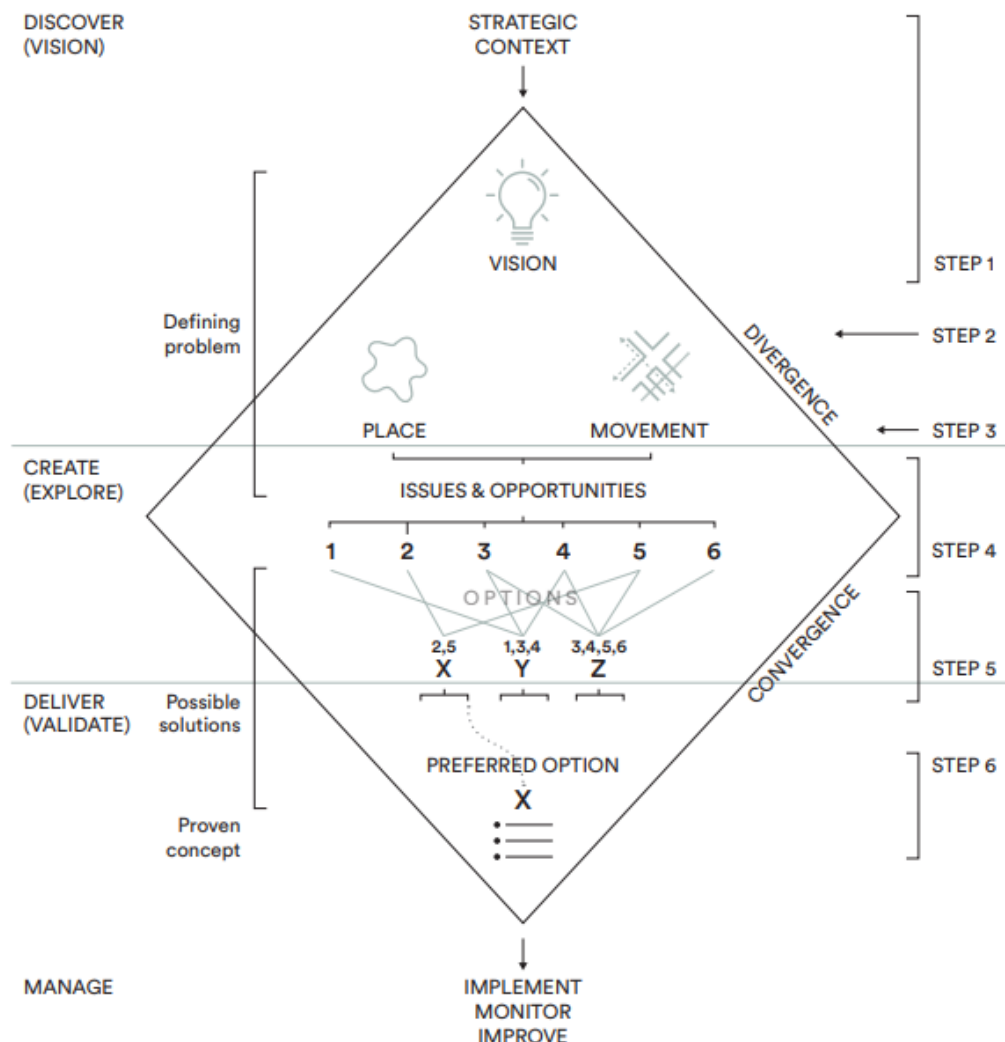 DISCOVER
(VISION)
STRATEGIC
CONTEXT
VISION
STEP 1
Defining
problem
STEP 2
DIVERGENCE
PLACE
MOVEMENT
STEP 3
CREATE
(EXPLORE)
ISSUES & OPPORTUNITIES
1 2 3 4 5 6
STEP 4
OPTIONS
CONVERGENCE
2,5 1,3,4 3,4,5,6
X Y Z
STEP 5
DELIVER
(VALIDATE)
Possible
solutions
PREFERRED OPTION
STEP 6
X
Proven
concept
MANAGE
IMPLEMENT
MONITOR
IMPROVE